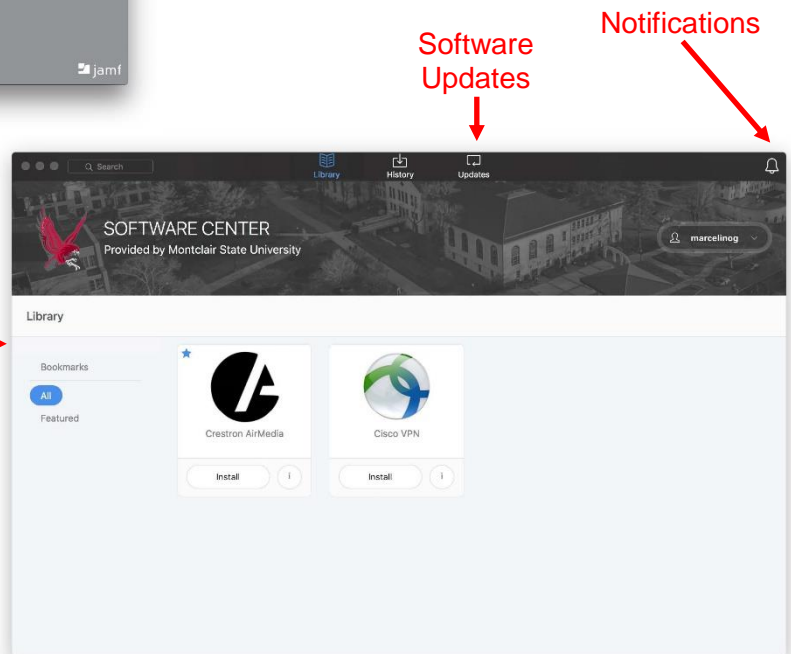 jamf
Notifications
Software
Updates
Search
Library
History
Updates
SOFTWARE CENTER
Provided by Montclair State University
marcelinog
Library
Bookmarks
All
Featured
Crestron AirMedia
Cisco VPN
Install
i
Install
i